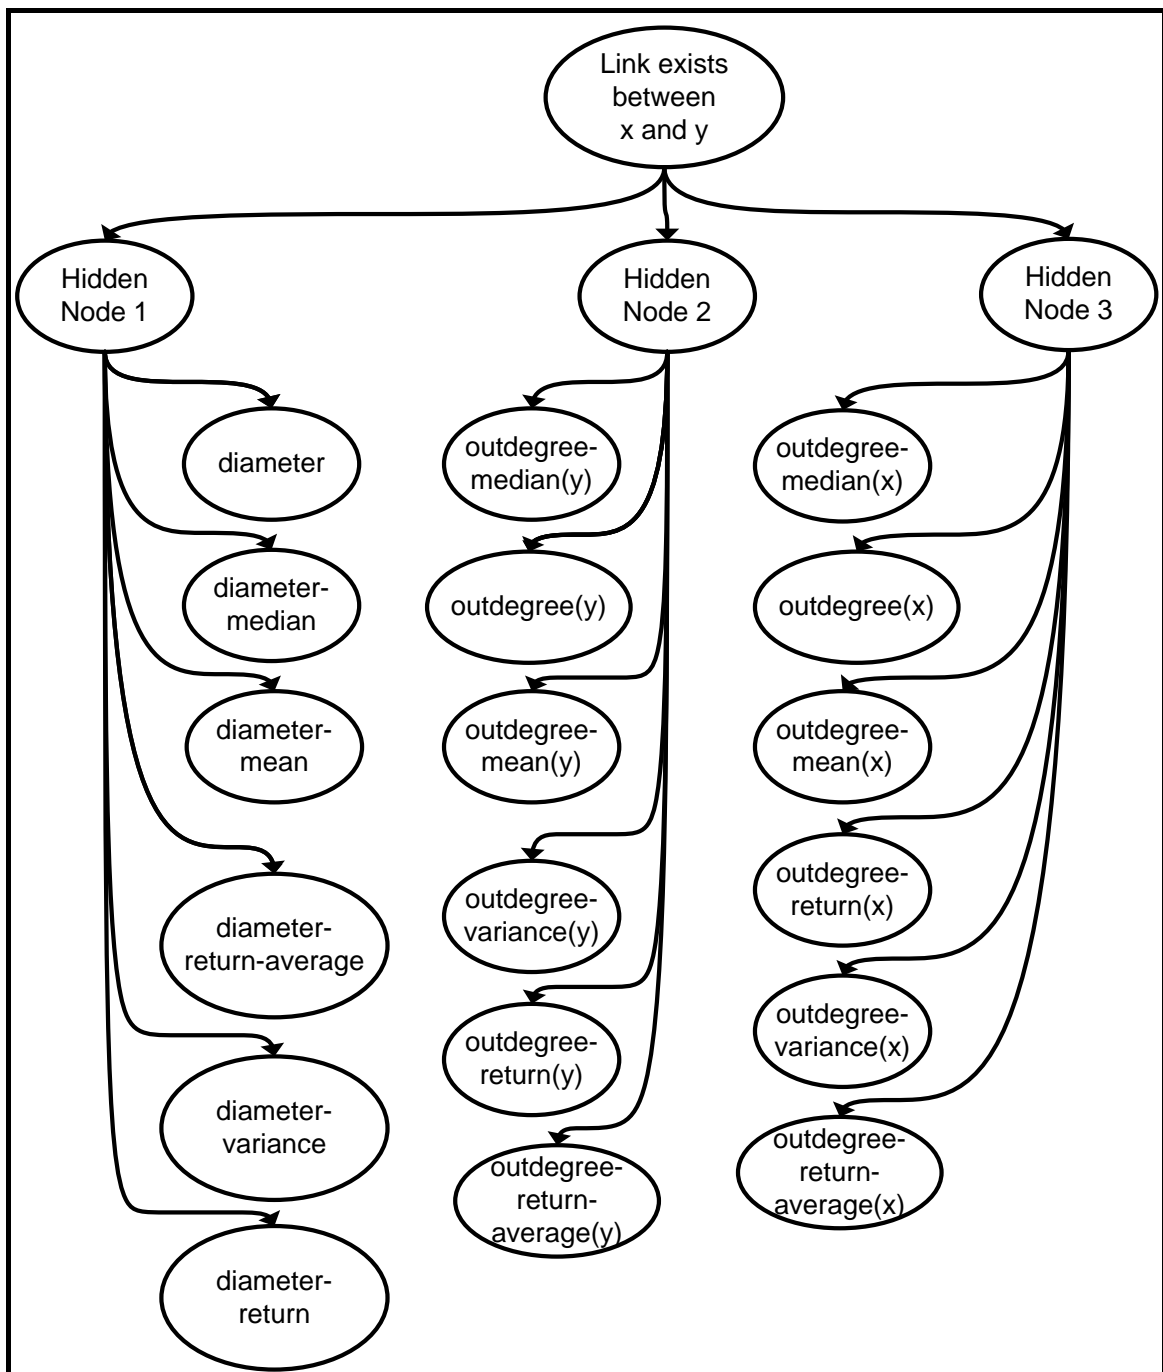 Link exists
between
x and y
Hidden
Node 1
Hidden
Node 2
Hidden
Node 3
diameter
diameter-
median
diameter-
mean
diameter-
return-average
diameter-
variance
diameter-
return
outdegree-
median(y)
outdegree(y)
outdegree-
mean(y)
outdegree-
variance(y)
outdegree-
return(y)
outdegree-
return-
average(y)
outdegree-
median(x)
outdegree(x)
outdegree-
mean(x)
outdegree-
return(x)
outdegree-
variance(x)
outdegree-
return-
average(x)